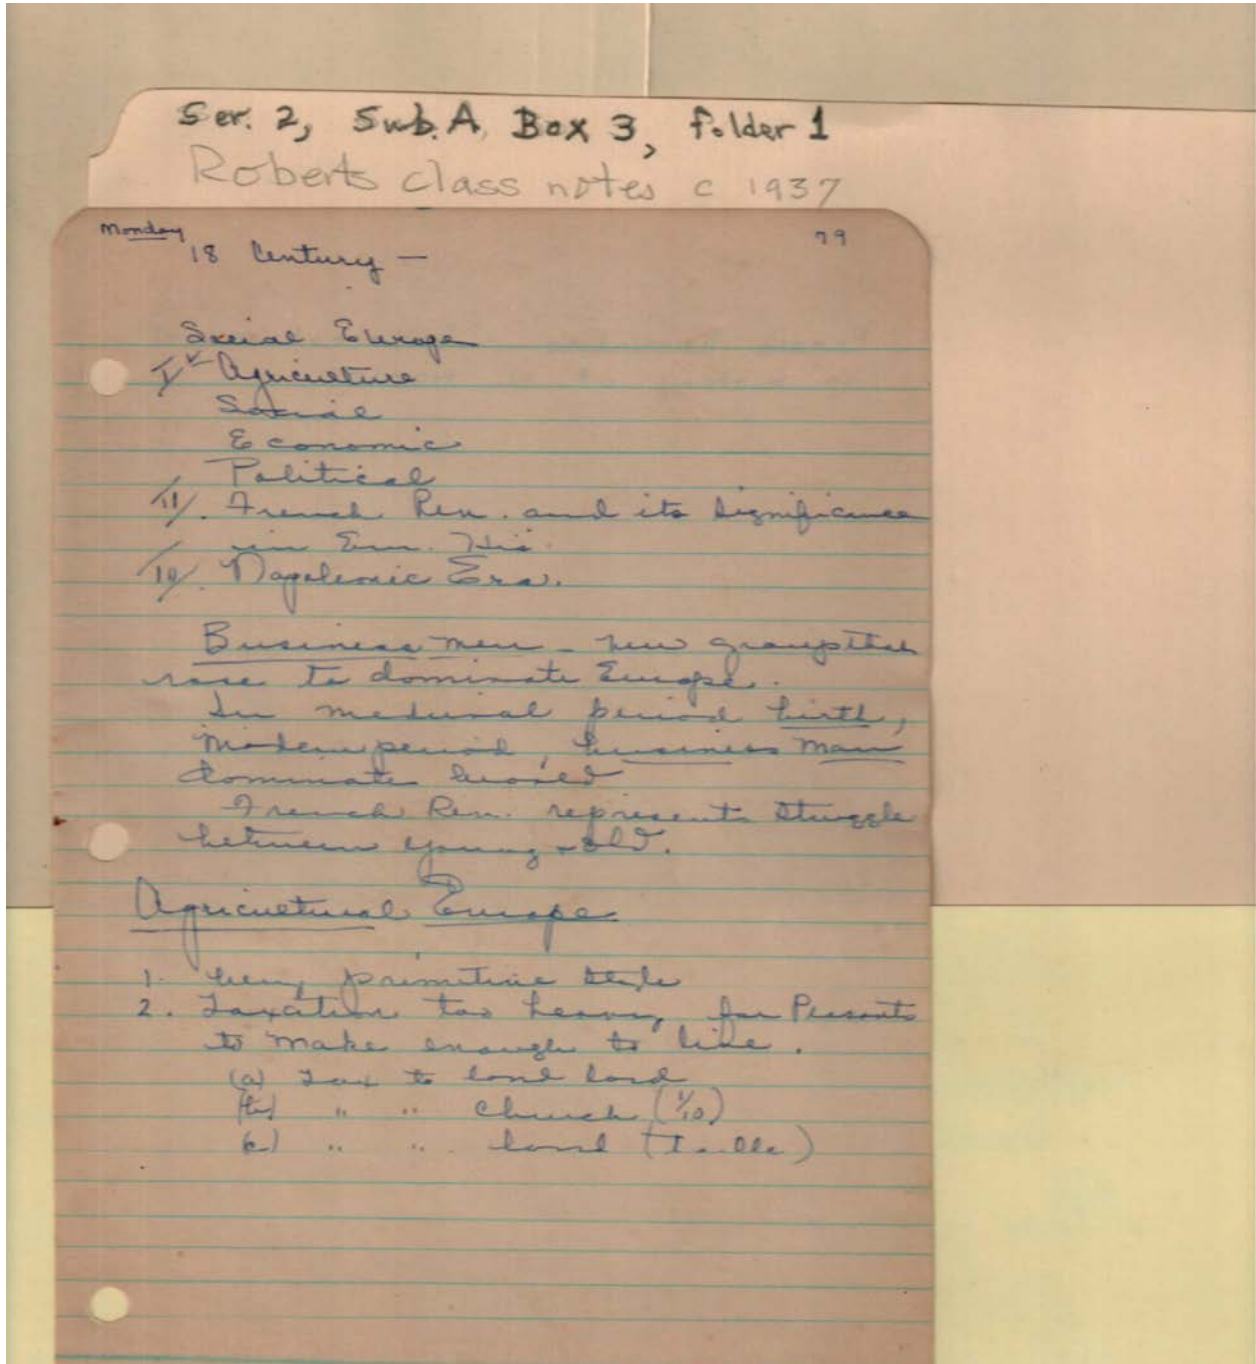 Ser. 2, Sub. A, Box 3, folder 1
Roberts class notes c 1937
Monday
79
18 Century —
Social Europe
I Agriculture
Social
Economic
Political
II. French Rev. and its significance
in Eur. His.
III. Napoleonic Era.
Business men – new group that
rose to dominate Europe.
In medieval period birth,
Modern period, business man
dominate world
French Rev. represents struggle
between young + old.
Agricultural Europe
1. Very primitive style
2. Taxation too heavy for Pesants
to make enough to live.
(a) Tax to land lord
(b) " " Church (1/10)
(c) " " land (taille)